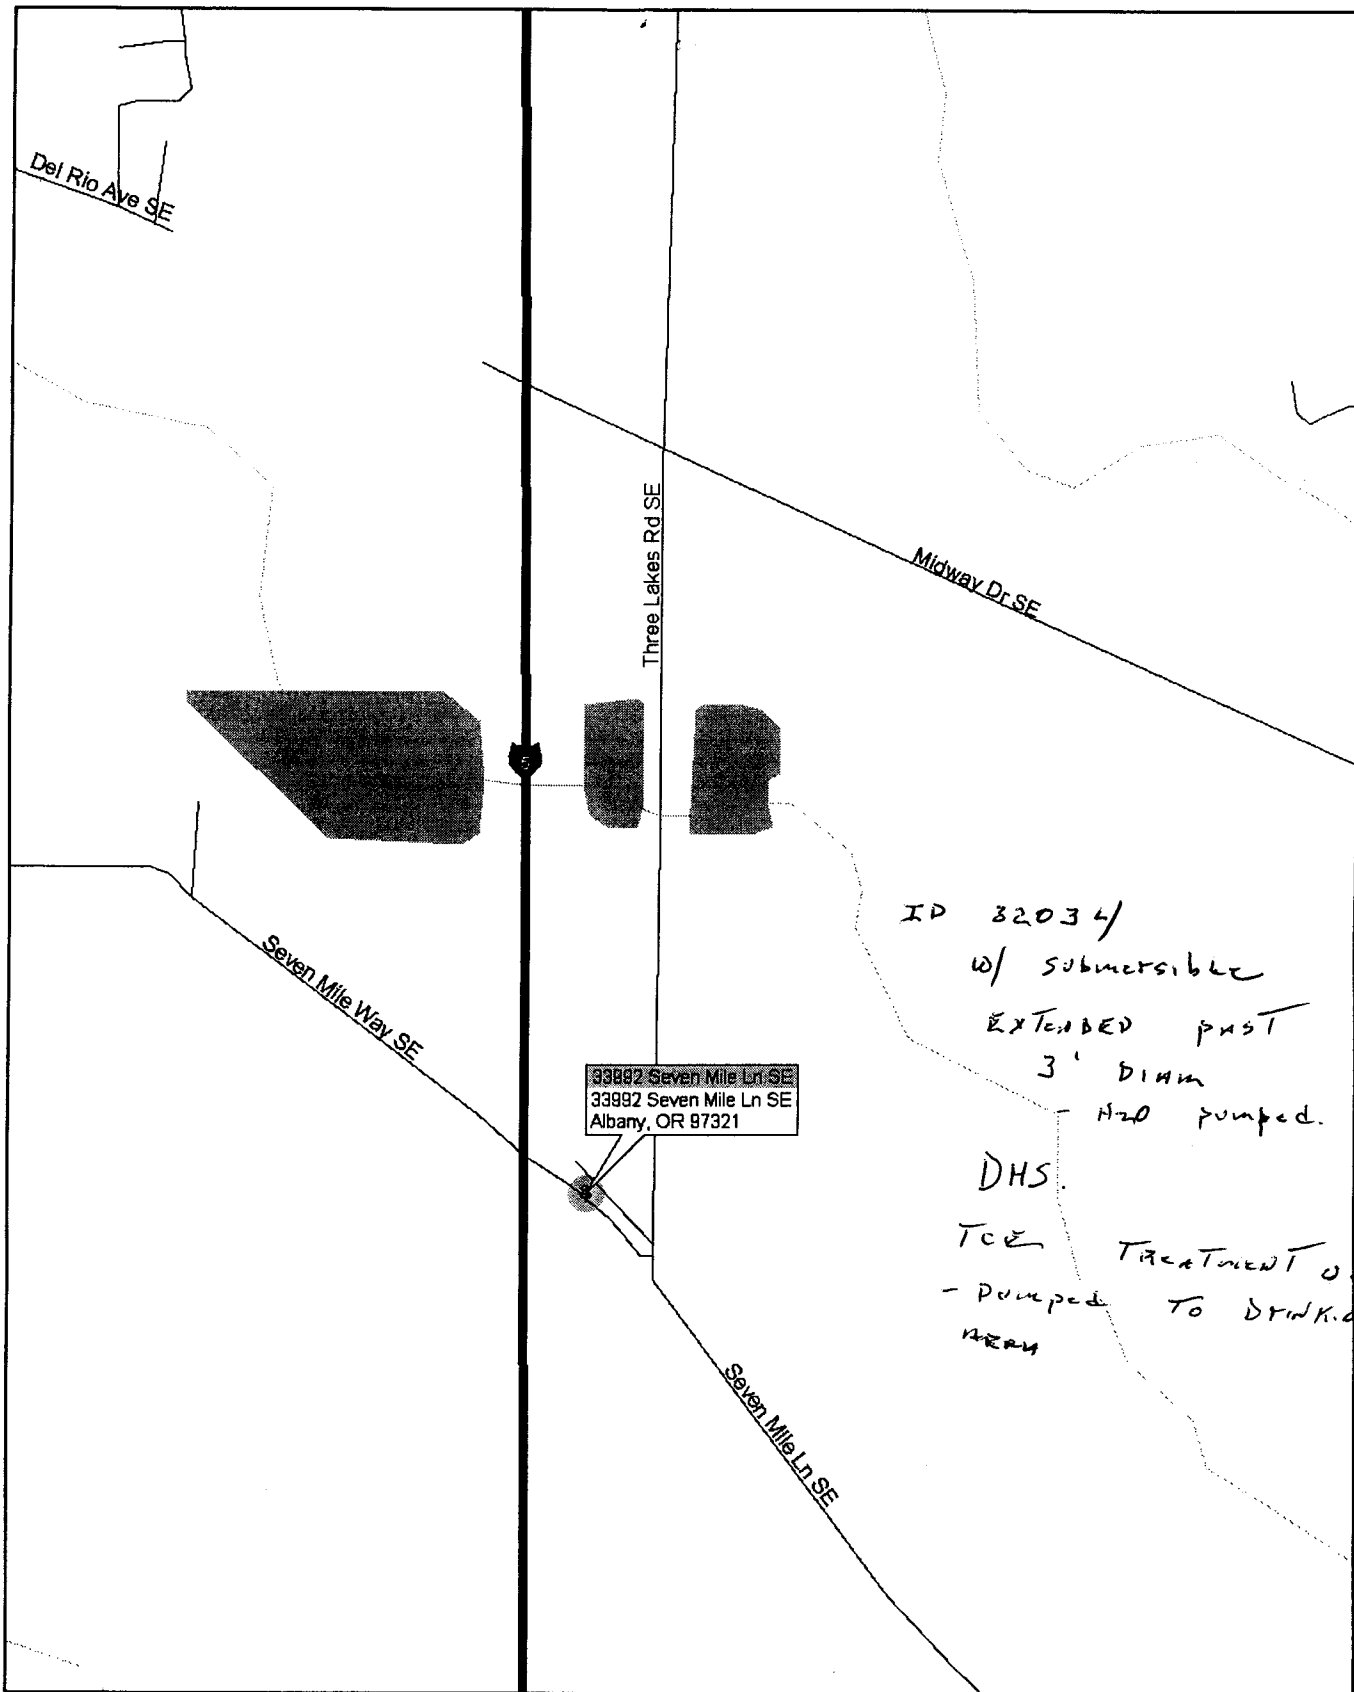 Del Rio Ave SE
Three Lakes Rd SE
Midway Dr SE
5
Seven Mile Way SE
33992 Seven Mile Ln SE
33992 Seven Mile Ln SE
Albany, OR 97321
Seven Mile Ln SE
ID 32034/
w/ submersible
EXTENDED PAST
3' DIAM
- H2O pumped.
DHS.
TCE TREATMENT
- Pumped TO
AREA